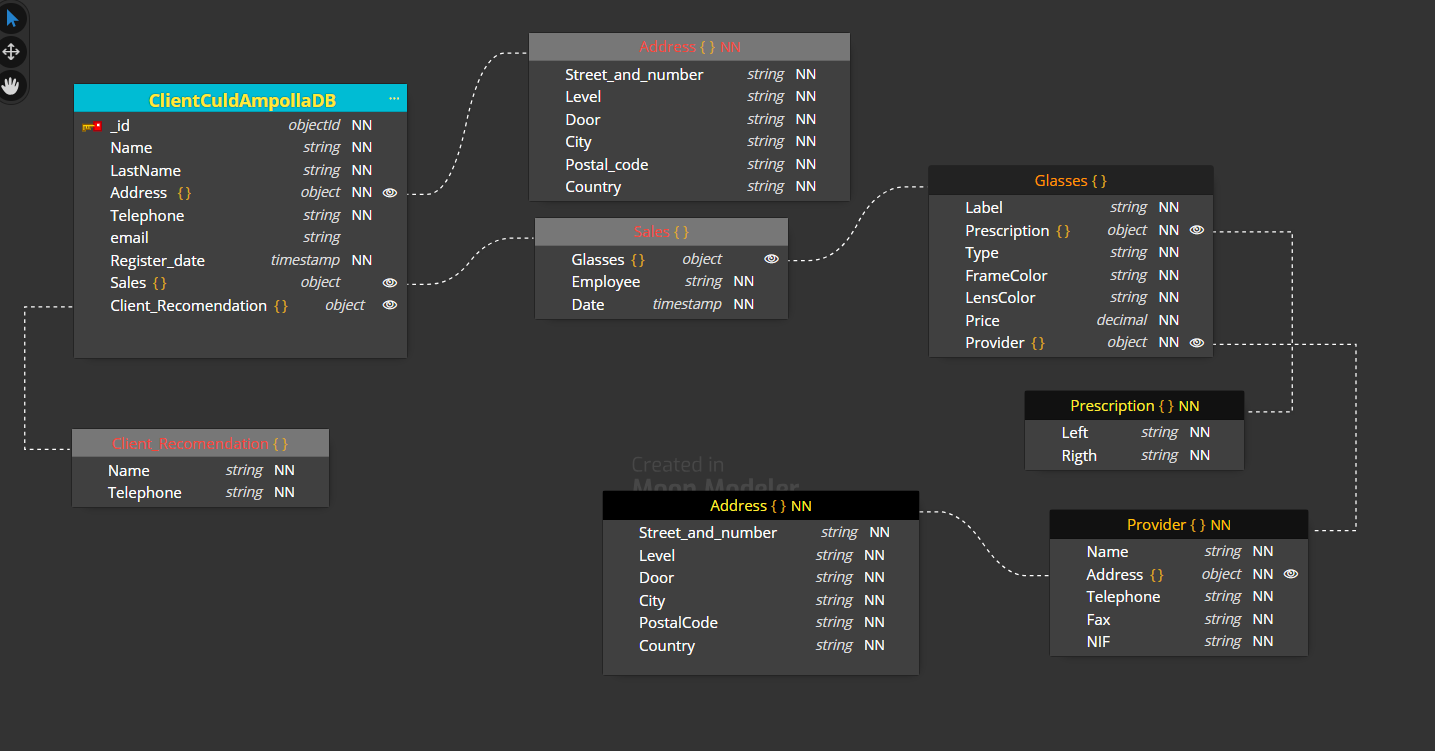 ClientCuldAmpollaDB ...
_id objectId NN
Name string NN
LastName string NN
Address { } object NN
Telephone string NN
email string
Register_date timestamp NN
Sales { } object
Client_Recomendation { } object
Address { } NN
Street_and_number string NN
Level string NN
Door string NN
City string NN
Postal_code string NN
Country string NN
Sales { }
Glasses { } object
Employee string NN
Date timestamp NN
Glasses { }
Label string NN
Prescription { } object NN
Type string NN
FrameColor string NN
LensColor string NN
Price decimal NN
Provider { } object NN
Prescription { } NN
Left string NN
Rigth string NN
Client_Recomendation { }
Name string NN
Telephone string NN
Created in
Moon Modeler
Address { } NN
Street_and_number string NN
Level string NN
Door string NN
City string NN
PostalCode string NN
Country string NN
Provider { } NN
Name string NN
Address { } object NN
Telephone string NN
Fax string NN
NIF string NN